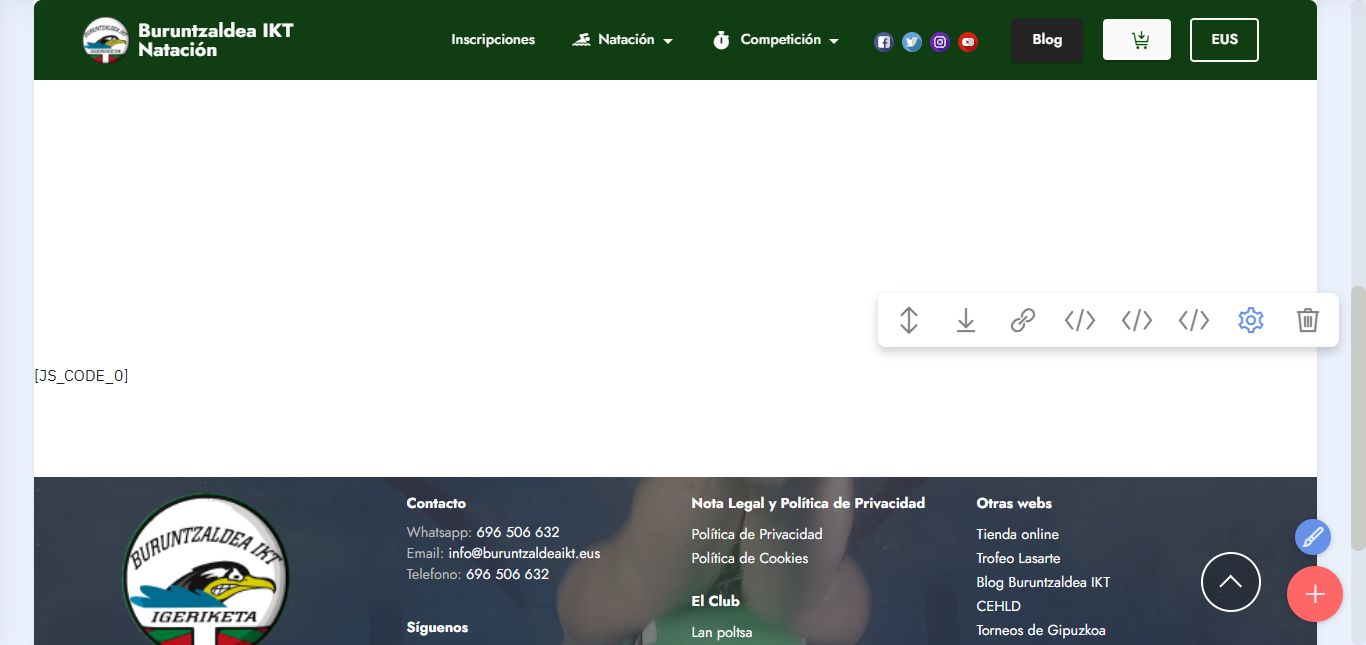 Buruntzaldea IKT
Natación
Inscripciones
Natación
Competición
Blog
EUS
[JS_CODE_0]
BURUNTZALDEA IKT
IGERIKETA
Contacto
Whatsapp: 696 506 632
Email: info@buruntzaldeaikt.eus
Telefono: 696 506 632
Síguenos
Nota Legal y Política de Privacidad
Política de Privacidad
Política de Cookies
El Club
Lan poltsa
Otras webs
Tienda online
Trofeo Lasarte
Blog Buruntzaldea IKT
CEHLD
Torneos de Gipuzkoa